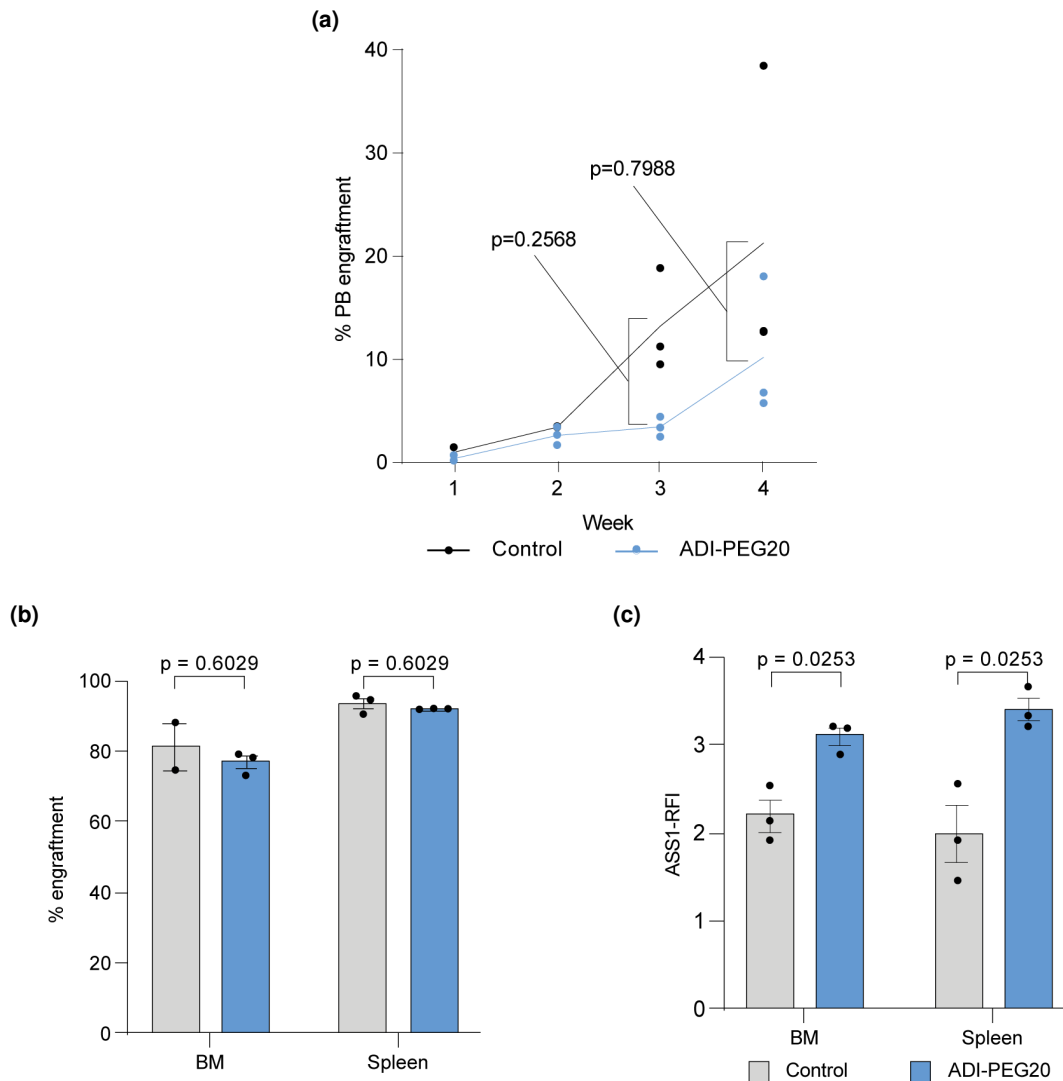 (a)
40
30
20
10
0
% PB engraftment
p=0.7988
p=0.2568
1 2 3 4
Week
Control ADI-PEG20
(b)
p = 0.6029 p = 0.6029
100
80
60
40
20
0
% engraftment
BM Spleen
(c)
p = 0.0253 p = 0.0253
4
3
2
1
0
ASS1-RFI
BM Spleen
Control ADI-PEG20